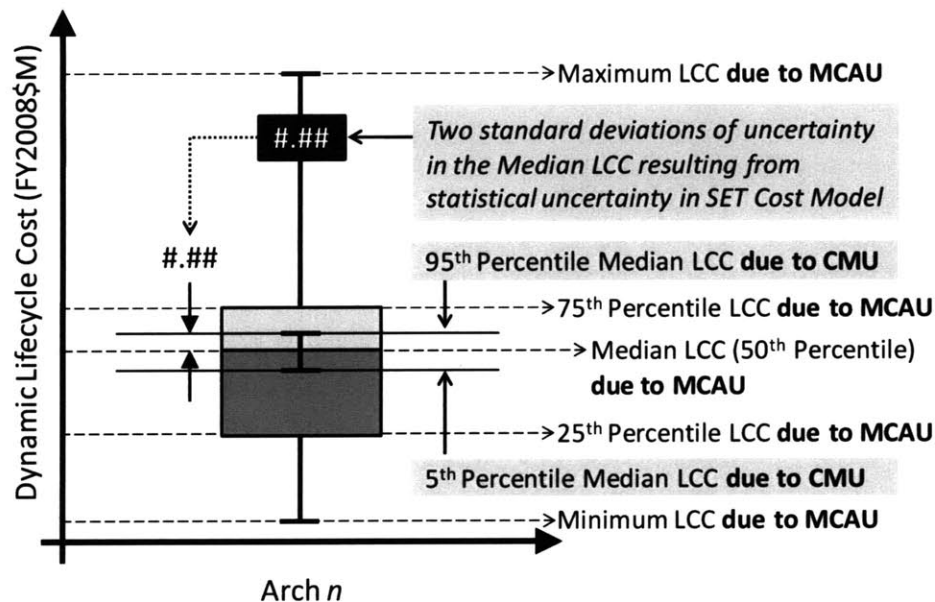 Dynamic Lifecycle Cost (FY2008$M)
Maximum LCC due to MCAU
#.##
Two standard deviations of uncertainty
in the Median LCC resulting from
statistical uncertainty in SET Cost Model
#.##
95th Percentile Median LCC due to CMU
75th Percentile LCC due to MCAU
Median LCC (50th Percentile)
due to MCAU
25th Percentile LCC due to MCAU
5th Percentile Median LCC due to CMU
Minimum LCC due to MCAU
Arch n